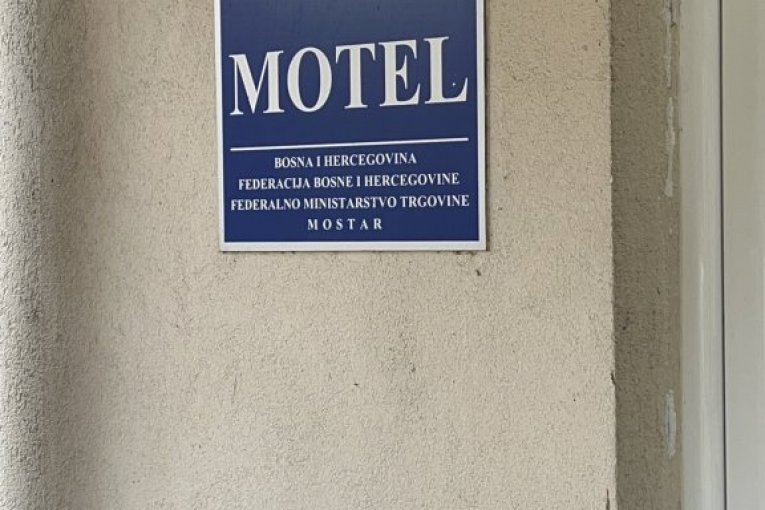 MOTEL
BOSNA I HERCEGOVINA
FEDERACIJA BOSNE I HERCEGOVINE
FEDERALNO MINISTARSTVO TRGOVINE
MOSTAR